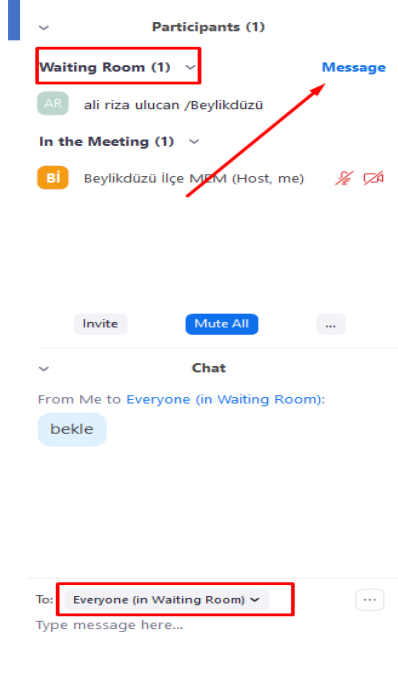 Participants (1)
Waiting Room (1)
Message
AR
ali riza ulucan /Beylikdüzü
In the Meeting (1)
Bİ
Beylikdüzü İlçe MEM (Host, me)
Invite
Mute All
...
Chat
From Me to Everyone (in Waiting Room):
bekle
To: Everyone (in Waiting Room)
...
Type message here...